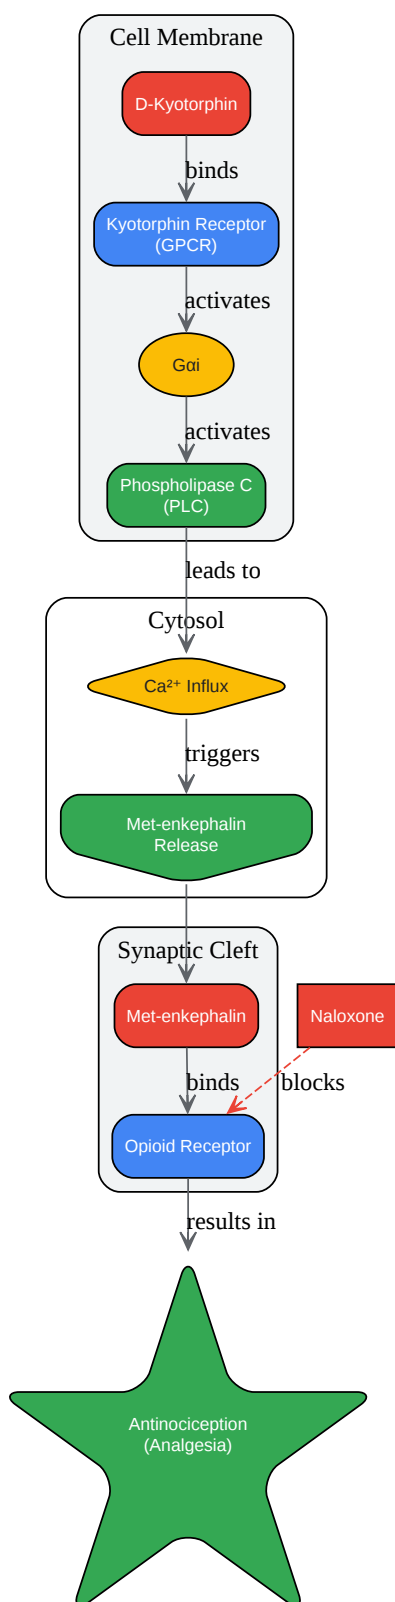 Cell Membrane
D-Kyotorphin
binds
Kyotorphin Receptor
(GPCR)
activates
Gαi
activates
Phospholipase C
(PLC)
leads to
Cytosol
Ca²⁺ Influx
triggers
Met-enkephalin
Release
Synaptic Cleft
Met-enkephalin
Naloxone
binds
blocks
Opioid Receptor
results in
Antinociception
(Analgesia)